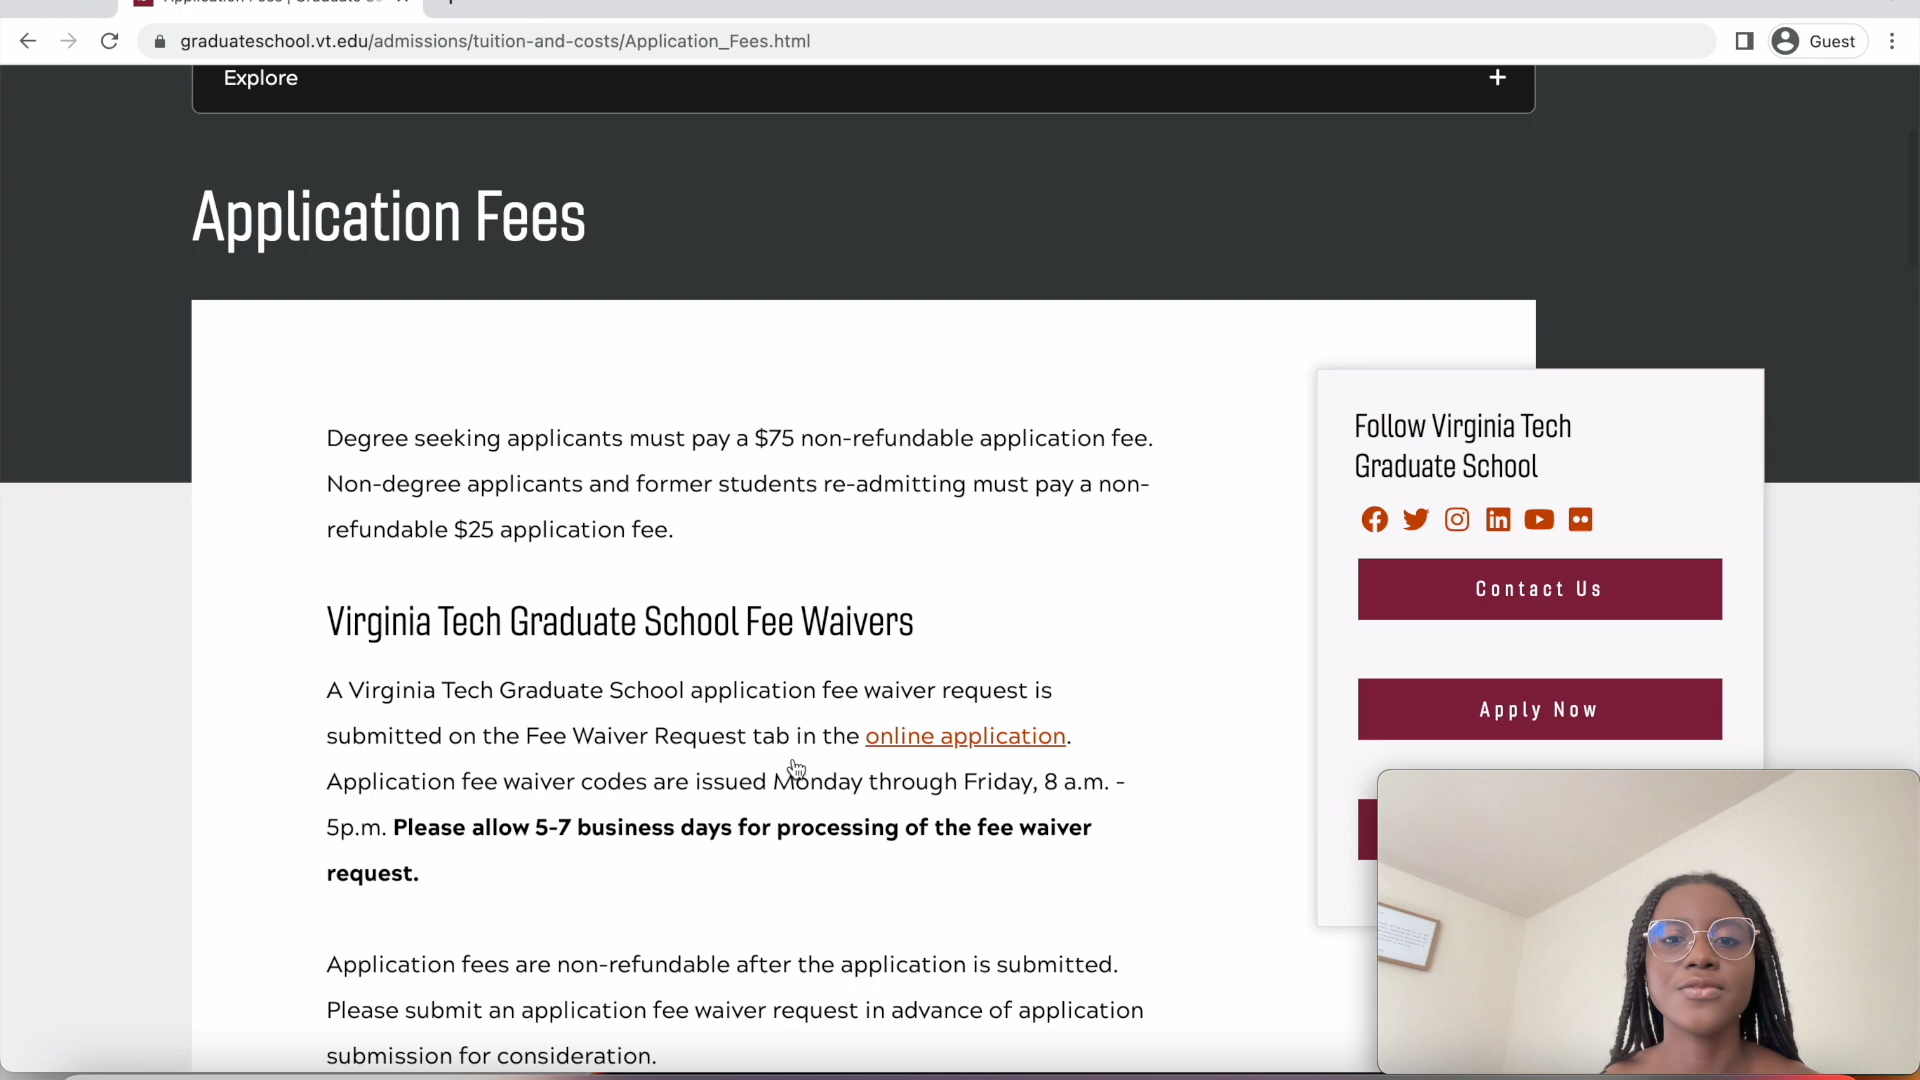 Application Fees | Graduate
graduateschool.vt.edu/admissions/tuition-and-costs/Application_Fees.html
Guest
Explore
Application Fees
Degree seeking applicants must pay a $75 non-refundable application fee.
Non-degree applicants and former students re-admitting must pay a non-
refundable $25 application fee.
Virginia Tech Graduate School Fee Waivers
A Virginia Tech Graduate School application fee waiver request is
submitted on the Fee Waiver Request tab in the online application.
Application fee waiver codes are issued Monday through Friday, 8 a.m. -
5p.m. Please allow 5-7 business days for processing of the fee waiver
request.
Application fees are non-refundable after the application is submitted.
Please submit an application fee waiver request in advance of application
submission for consideration.
Follow Virginia Tech
Graduate School
Contact Us
Apply Now